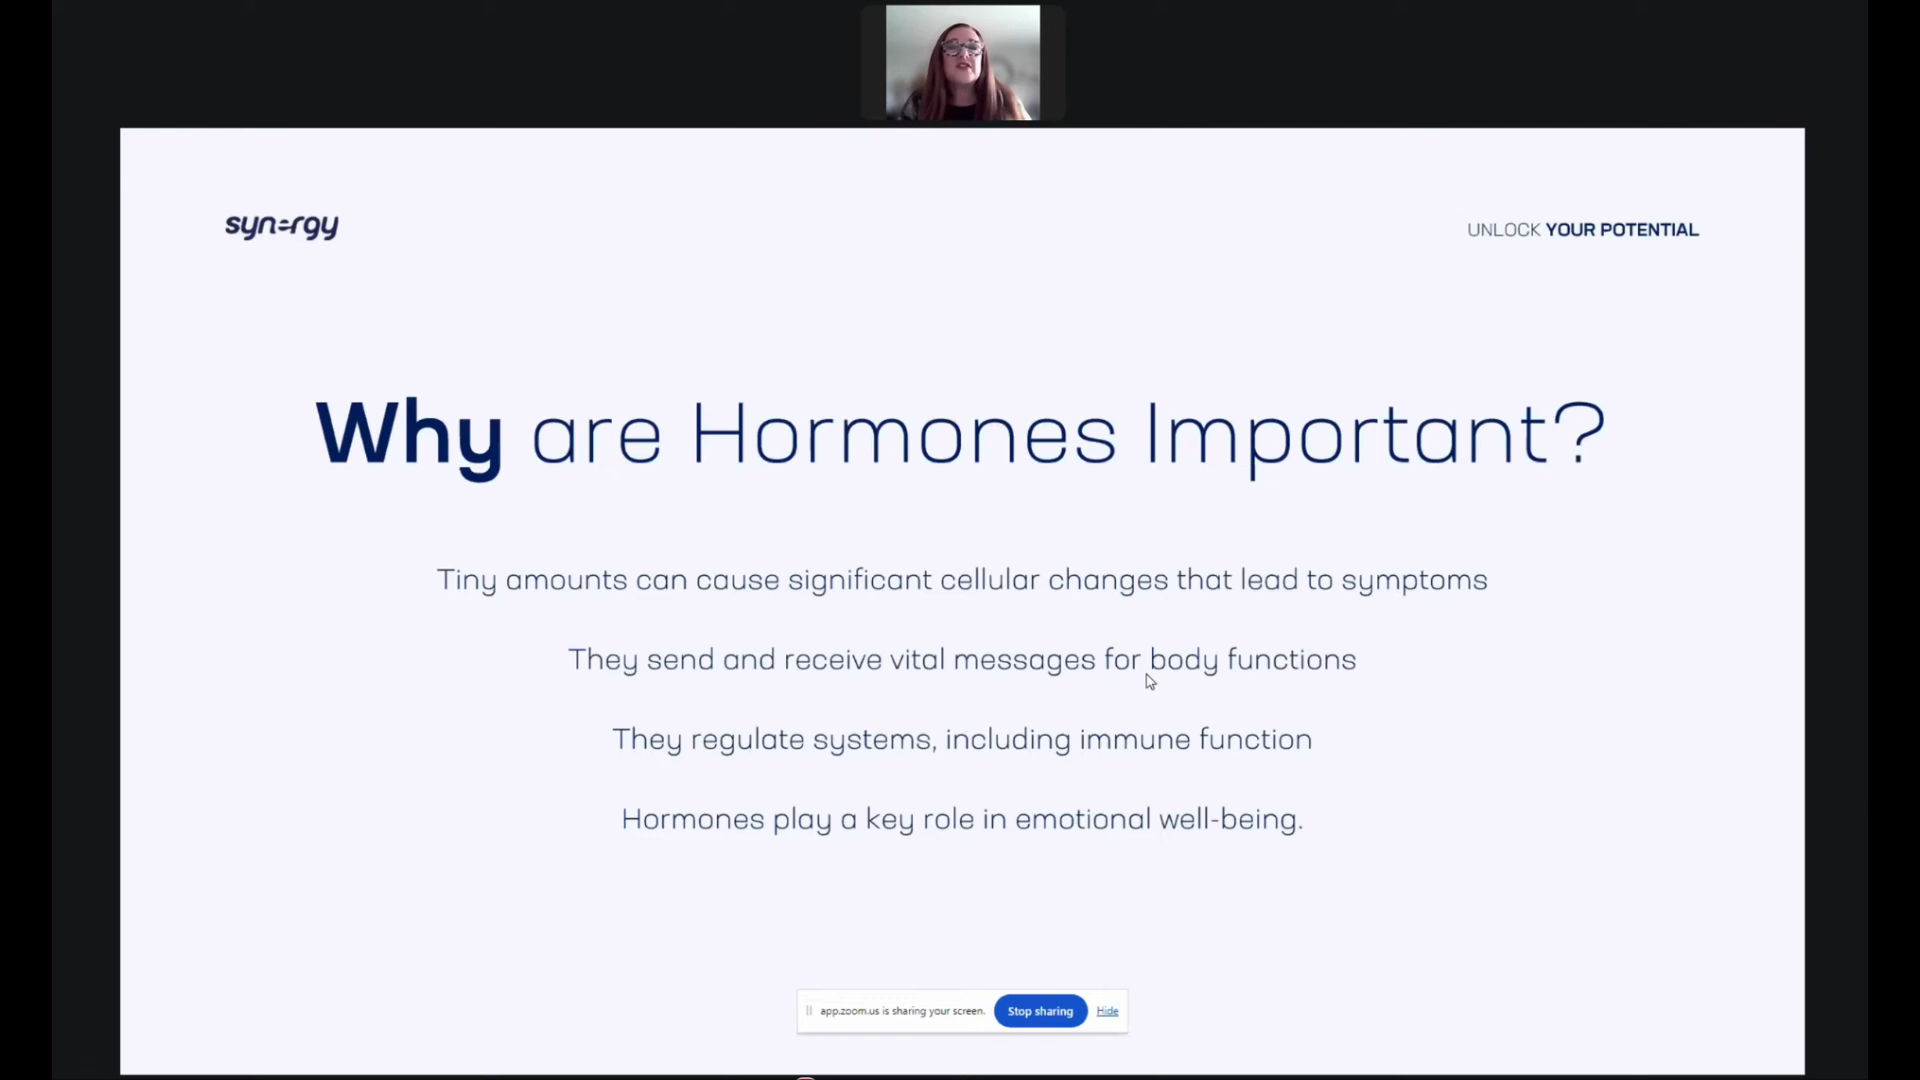 synergy
UNLOCK YOUR POTENTIAL
Why are Hormones Important?
Tiny amounts can cause significant cellular changes that lead to symptoms
They send and receive vital messages for body functions
They regulate systems, including immune function
Hormones play a key role in emotional well-being.
app.zoom.us is sharing your screen. Stop sharing Hide